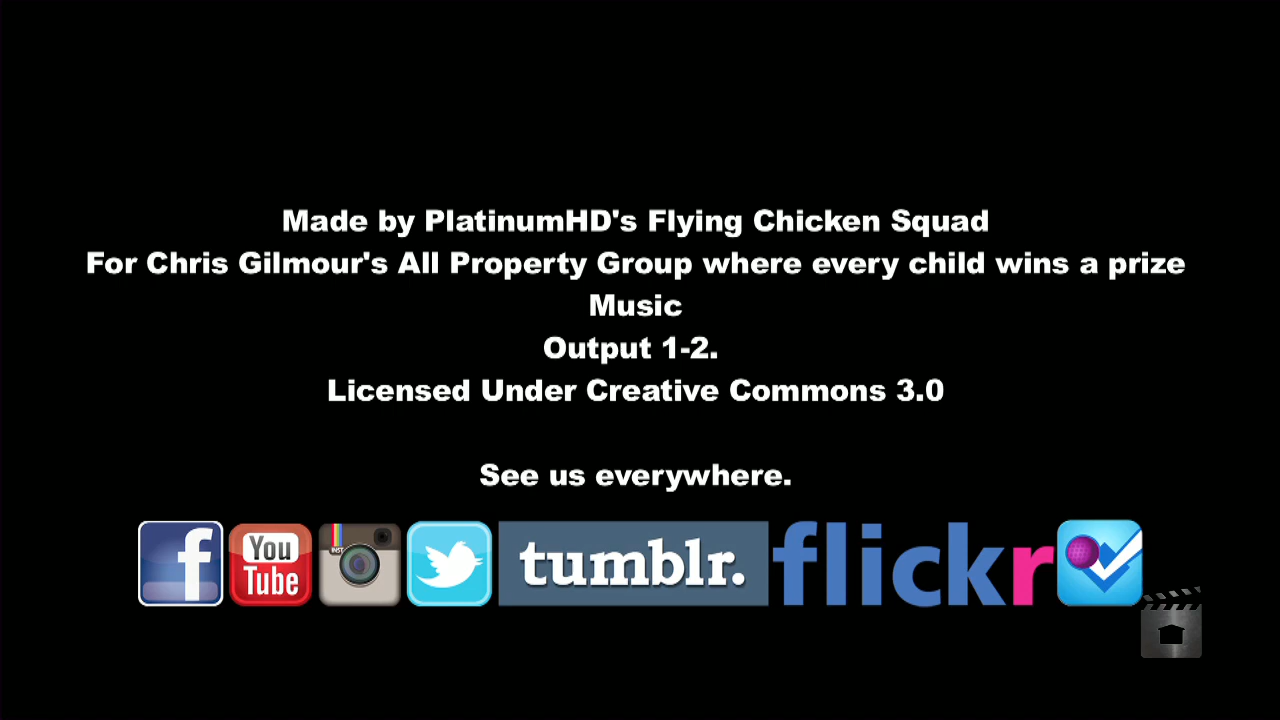 Made by PlatinumHD's Flying Chicken Squad
For Chris Gilmour's All Property Group where every child wins a prize
Music
Output 1-2.
Licensed Under Creative Commons 3.0
See us everywhere.
f You Tube INST tumblr. flickr